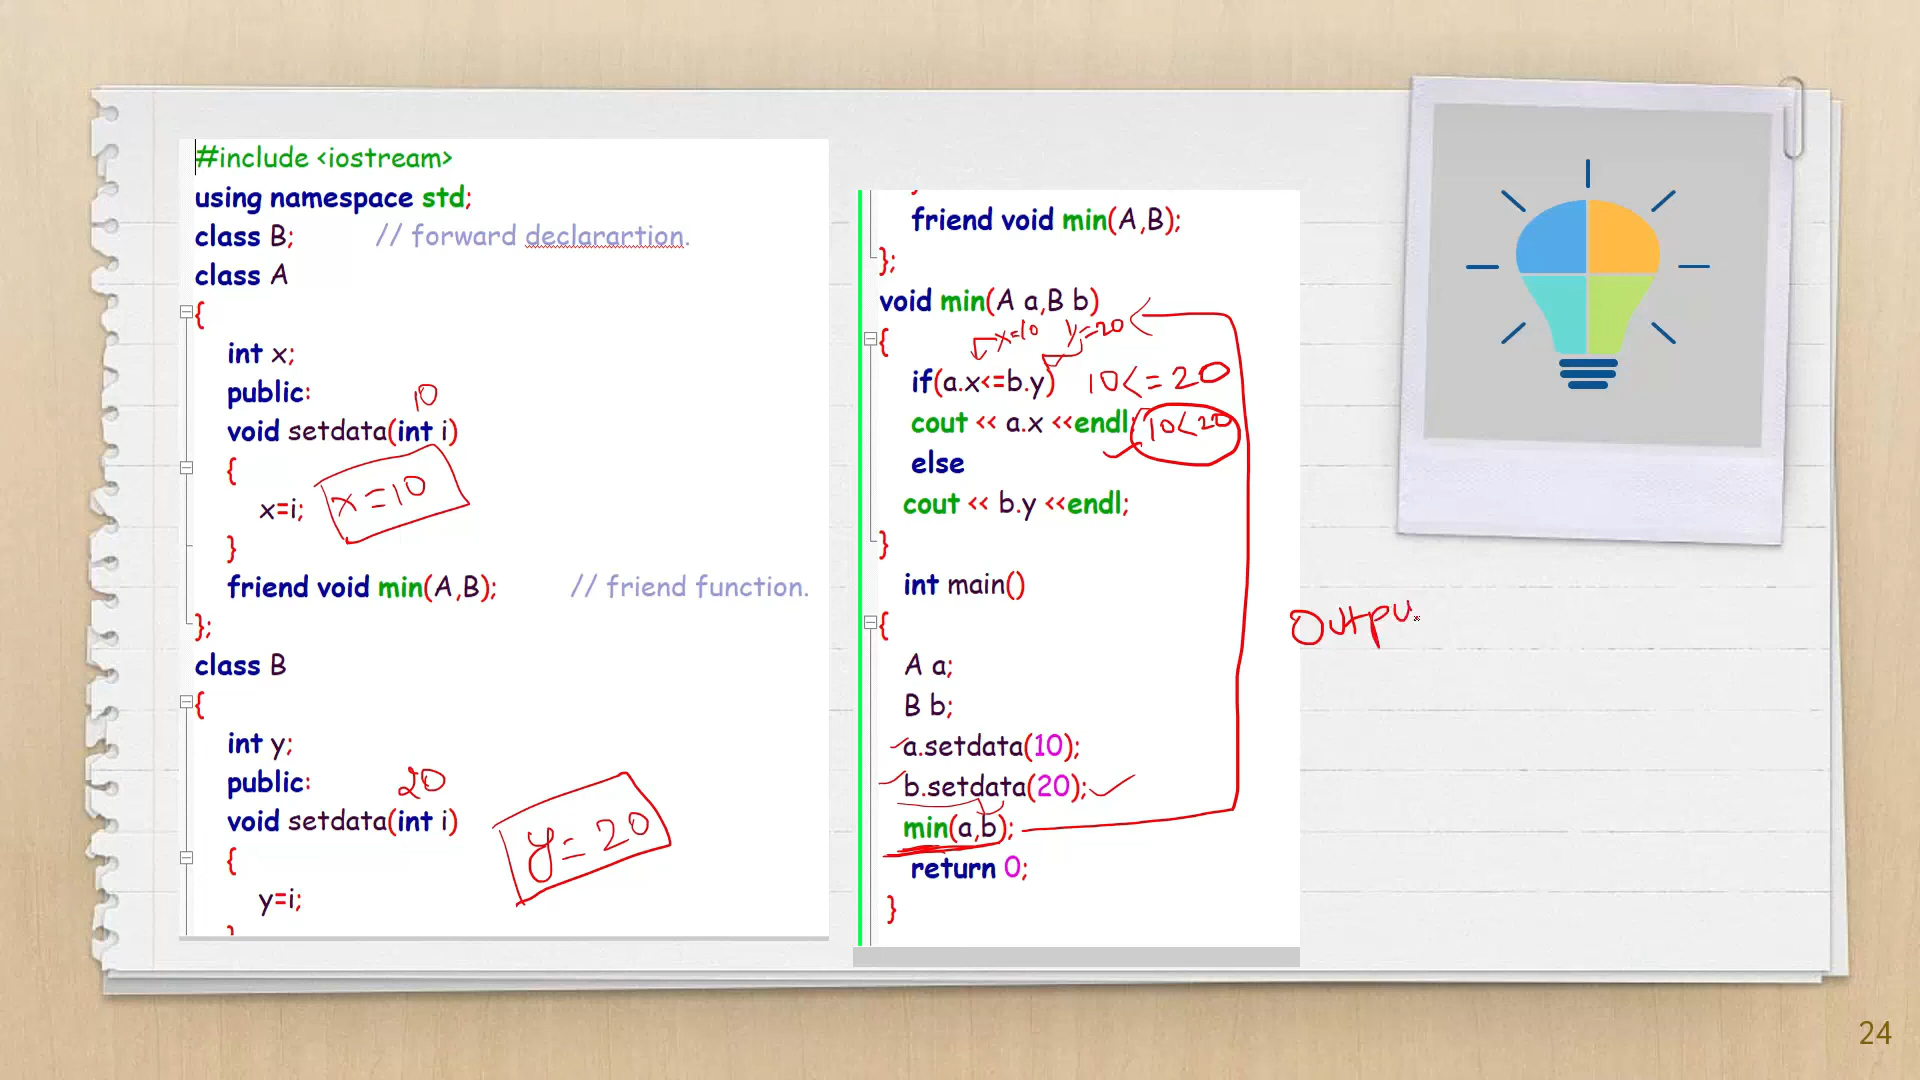 #include <iostream>
using namespace std;
class B; // forward declarartion.
class A
{
int x;
public:
10
void setdata(int i)
{
x=i; x=10
}
friend void min(A,B); // friend function.
};
class B
{
int y;
public:
20
void setdata(int i)
{
y=i; y=20
friend void min(A,B);
};
void min(A a,B b)
{ x=10 y=20
if(a.x<=b.y) 10<=20
cout << a.x <<endl; 10<20
else
cout << b.y <<endl;
}
int main()
{
A a;
B b;
a.setdata(10);
b.setdata(20);
min(a,b);
return 0;
}
Outpu
24